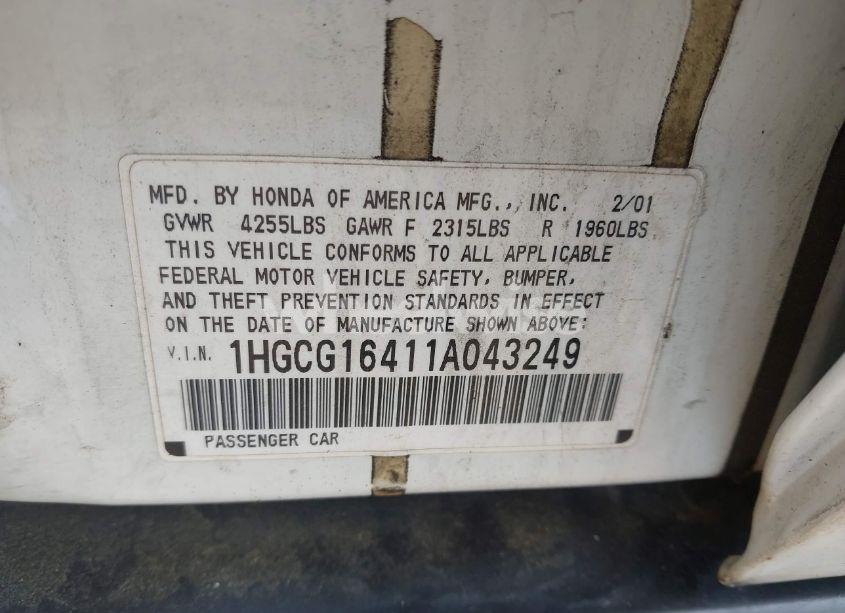 MFD. BY HONDA OF AMERICA MFG., INC. 2/01
GVWR 4255LBS GAWR F 2315LBS R 1960LBS
THIS VEHICLE CONFORMS TO ALL APPLICABLE
FEDERAL MOTOR VEHICLE SAFETY, BUMPER,
AND THEFT PREVENTION STANDARDS IN EFFECT
ON THE DATE OF MANUFACTURE SHOWN ABOVE:
V.I.N. 1HGCG16411A043249
PASSENGER CAR